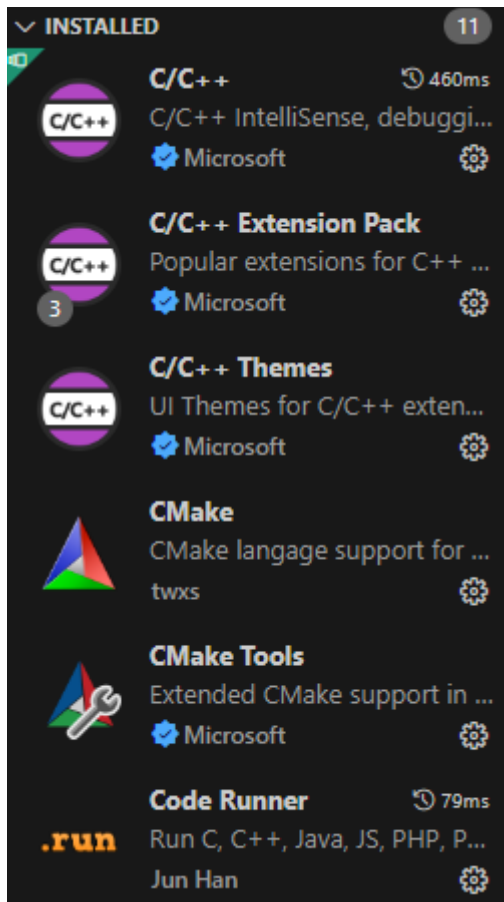 INSTALLED 11
C/C++ 460ms
C/C++
C/C++ IntelliSense, debuggi...
Microsoft
C/C++ Extension Pack
C/C++
Popular extensions for C++ ...
3
Microsoft
C/C++ Themes
C/C++
UI Themes for C/C++ exten...
Microsoft
CMake
CMake langage support for ...
twxs
CMake Tools
Extended CMake support in ...
Microsoft
Code Runner 79ms
.run
Run C, C++, Java, JS, PHP, P...
Jun Han